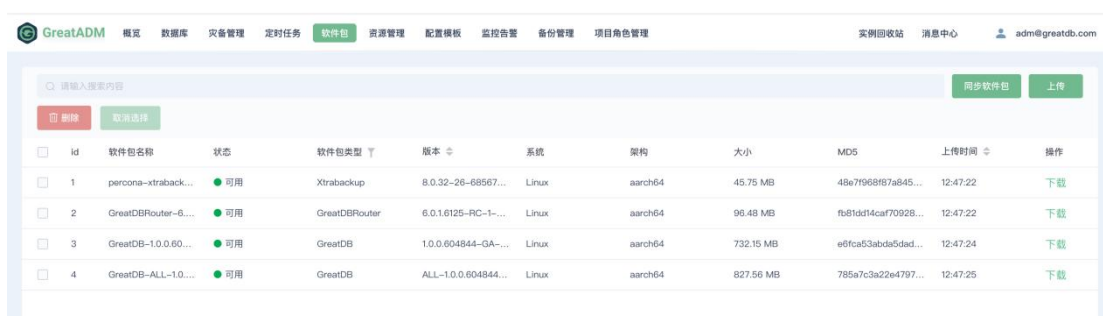 GreatADM 概览 数据库 灾备管理 定时任务 软件包 资源管理 配置模板 监控告警 备份管理 项目角色管理 实例回收站 消息中心 adm@greatdb.com
请输入搜索内容 同步软件包 上传
删除 取消选择
id 软件包名称 状态 软件包类型 版本 系统 架构 大小 MD5 上传时间 操作
1 percona-xtraback... 可用 Xtrabackup 8.0.32-26-68567... Linux aarch64 45.75 MB 48e7f968f87a845... 12:47:22 下载
2 GreatDBRouter-6.... 可用 GreatDBRouter 6.0.1.6125-RC-1-... Linux aarch64 96.48 MB fb81dd14caf70928... 12:47:22 下载
3 GreatDB-1.0.0.60... 可用 GreatDB 1.0.0.604844-GA-... Linux aarch64 732.15 MB e6fca53abda5dad... 12:47:24 下载
4 GreatDB-ALL-1.0.... 可用 GreatDB ALL-1.0.0.604844... Linux aarch64 827.56 MB 785a7c3a22e4797... 12:47:25 下载